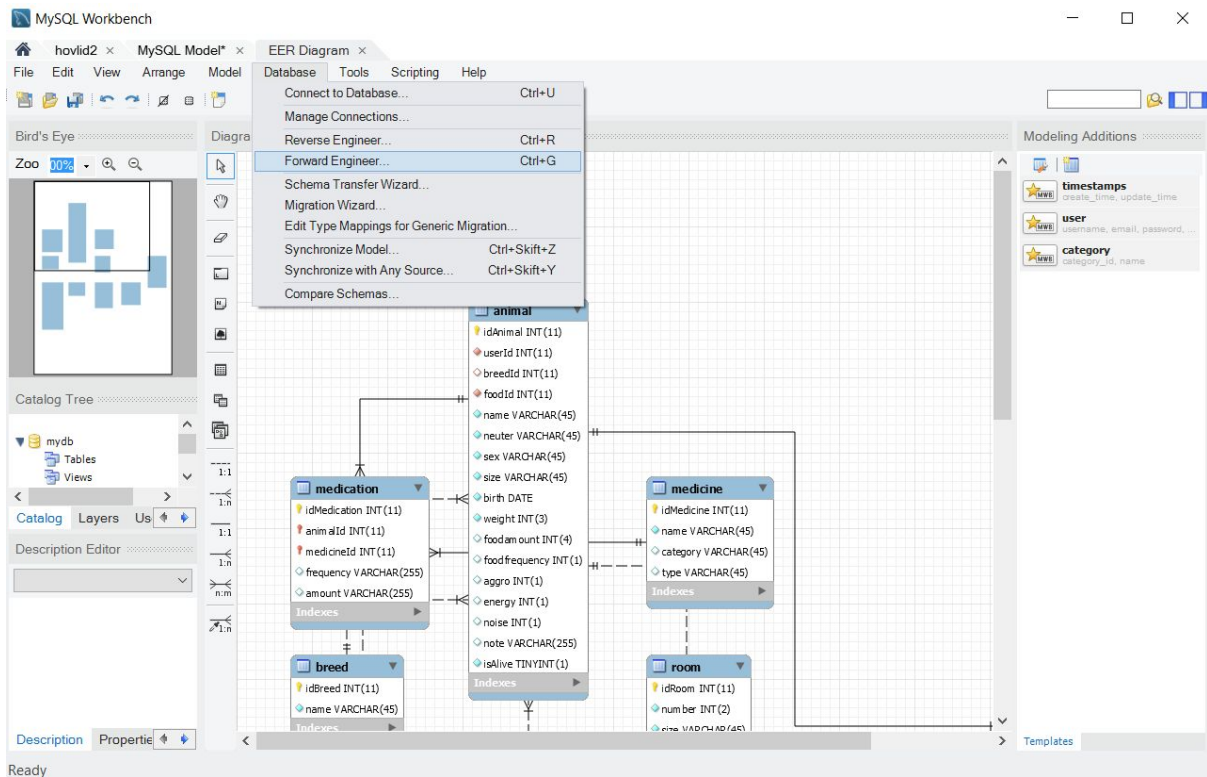 MySQL Workbench
hovlid2 × MySQL Model* × EER Diagram ×
File Edit View Arrange Model Database Tools Scripting Help
Connect to Database... Ctrl+U
Manage Connections...
Reverse Engineer... Ctrl+R
Forward Engineer... Ctrl+G
Schema Transfer Wizard...
Migration Wizard...
Edit Type Mappings for Generic Migration...
Synchronize Model... Ctrl+Skift+Z
Synchronize with Any Source... Ctrl+Skift+Y
Compare Schemas...
Bird's Eye
Zoo 00%
Catalog Tree
mydb
Tables
Views
Catalog Layers Us
Description Editor
Description Propertie
Diagra
1:1
1:n
1:1
1:n
n:m
1:n
animal
idAnimal INT(11)
userId INT(11)
breedId INT(11)
foodId INT(11)
name VARCHAR(45)
neuter VARCHAR(45)
sex VARCHAR(45)
size VARCHAR(45)
birth DATE
weight INT(3)
foodamount INT(4)
foodfrequency INT(1)
aggro INT(1)
energy INT(1)
noise INT(1)
note VARCHAR(255)
isAlive TINYINT(1)
Indexes
medication
idMedication INT(11)
animalId INT(11)
medicineId INT(11)
frequency VARCHAR(255)
amount VARCHAR(255)
Indexes
breed
idBreed INT(11)
name VARCHAR(45)
Indexes
medicine
idMedicine INT(11)
name VARCHAR(45)
category VARCHAR(45)
type VARCHAR(45)
Indexes
room
idRoom INT(11)
number INT(2)
size VARCHAR(45)
Modeling Additions
MWB timestamps
create_time, update_time
MWB user
username, email, password, ...
MWB category
category_id, name
Templates
Ready